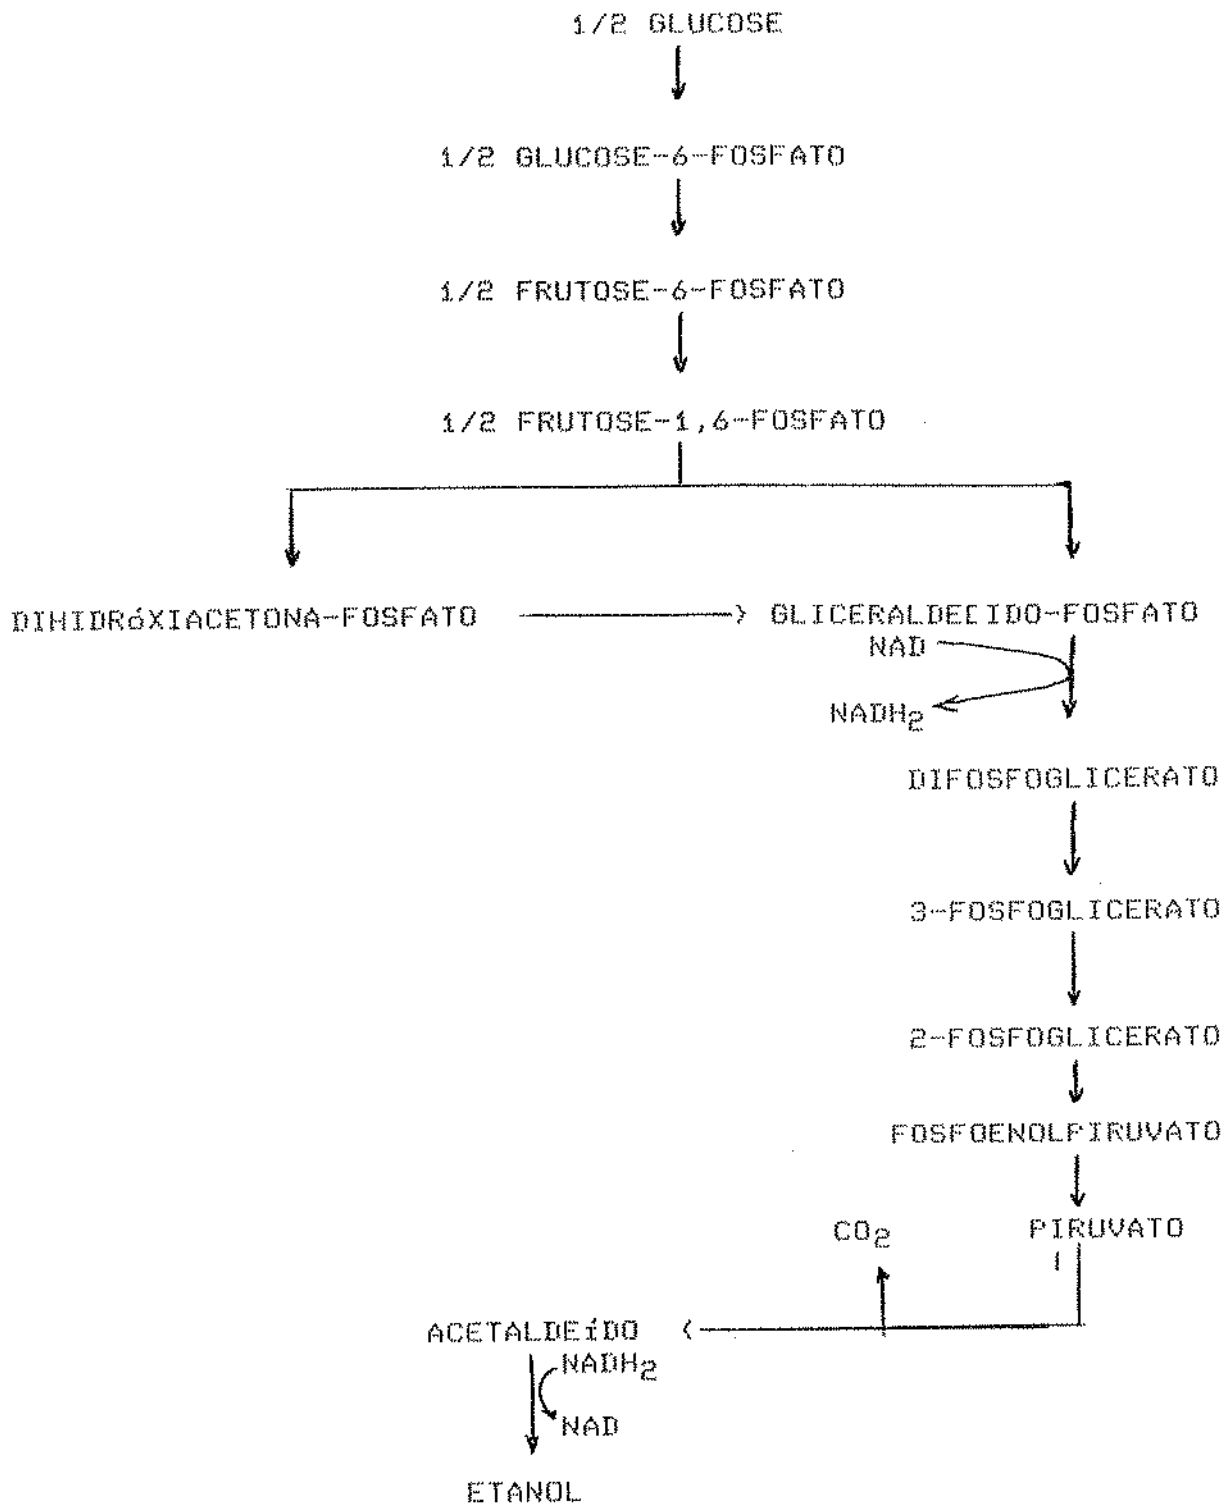 1/2 GLUCOSE
1/2 GLUCOSE-6-FOSFATO
1/2 FRUTOSE-6-FOSFATO
1/2 FRUTOSE-1,6-FOSFATO
DIHIDRóXIACETONA-FOSFATO
GLICERALDEÍDO-FOSFATO
NAD
NADH2
DIFOSFOGLICERATO
3-FOSFOGLICERATO
2-FOSFOGLICERATO
FOSFOENOLPIRUVATO
CO2 PIRUVATO
ACETALDEíDO
NADH2
NAD
ETANOL